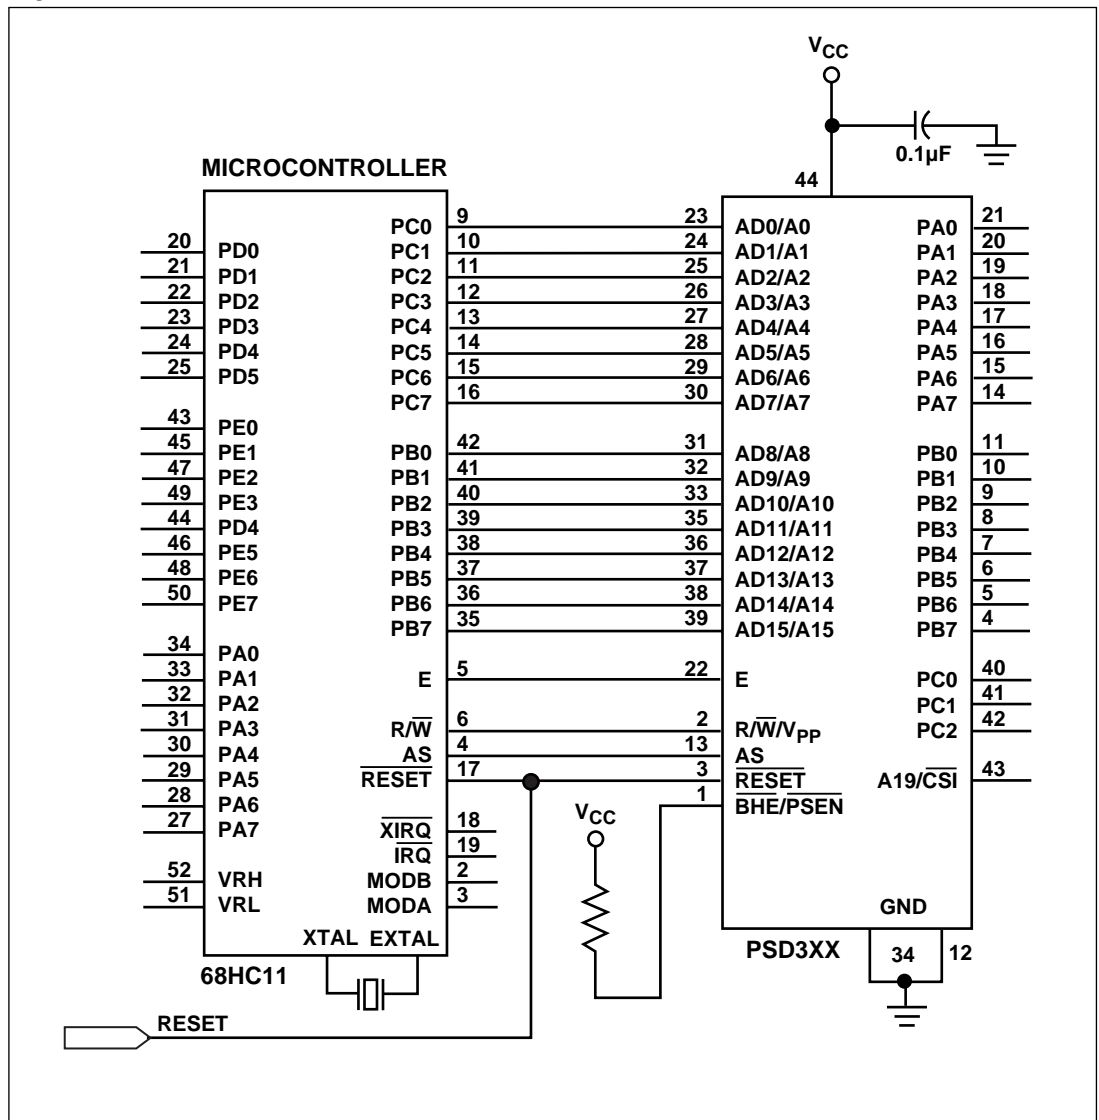 VCC
0.1µF
44
MICROCONTROLLER
PC0 9 23 AD0/A0 PA0 21
20 PD0 PC1 10 24 AD1/A1 PA1 20
21 PD1 PC2 11 25 AD2/A2 PA2 19
22 PD2 PC3 12 26 AD3/A3 PA3 18
23 PD3 PC4 13 27 AD4/A4 PA4 17
24 PD4 PC5 14 28 AD5/A5 PA5 16
25 PD5 PC6 15 29 AD6/A6 PA6 15
PC7 16 30 AD7/A7 PA7 14
43 PE0
45 PE1 PB0 42 31 AD8/A8 PB0 11
47 PE2 PB1 41 32 AD9/A9 PB1 10
49 PE3 PB2 40 33 AD10/A10 PB2 9
44 PD4 PB3 39 35 AD11/A11 PB3 8
46 PE5 PB4 38 36 AD12/A12 PB4 7
48 PE6 PB5 37 37 AD13/A13 PB5 6
50 PE7 PB6 36 38 AD14/A14 PB6 5
PB7 35 39 AD15/A15 PB7 4
34 PA0
33 PA1 E 5 22 E PC0 40
32 PA2 PC1 41
31 PA3 R/W̅ 6 2 R/W̅/VPP PC2 42
30 PA4 AS 4 13 AS
29 PA5 R̅E̅S̅E̅T̅ 17 3 R̅E̅S̅E̅T̅ A19/C̅S̅I̅ 43
28 PA6 1 B̅H̅E̅/P̅S̅E̅N̅
27 PA7 X̅I̅R̅Q̅ 18 VCC
I̅R̅Q̅ 19
52 VRH MODB 2
51 VRL MODA 3
GND
XTAL EXTAL
PSD3XX 34 12
68HC11
RESET